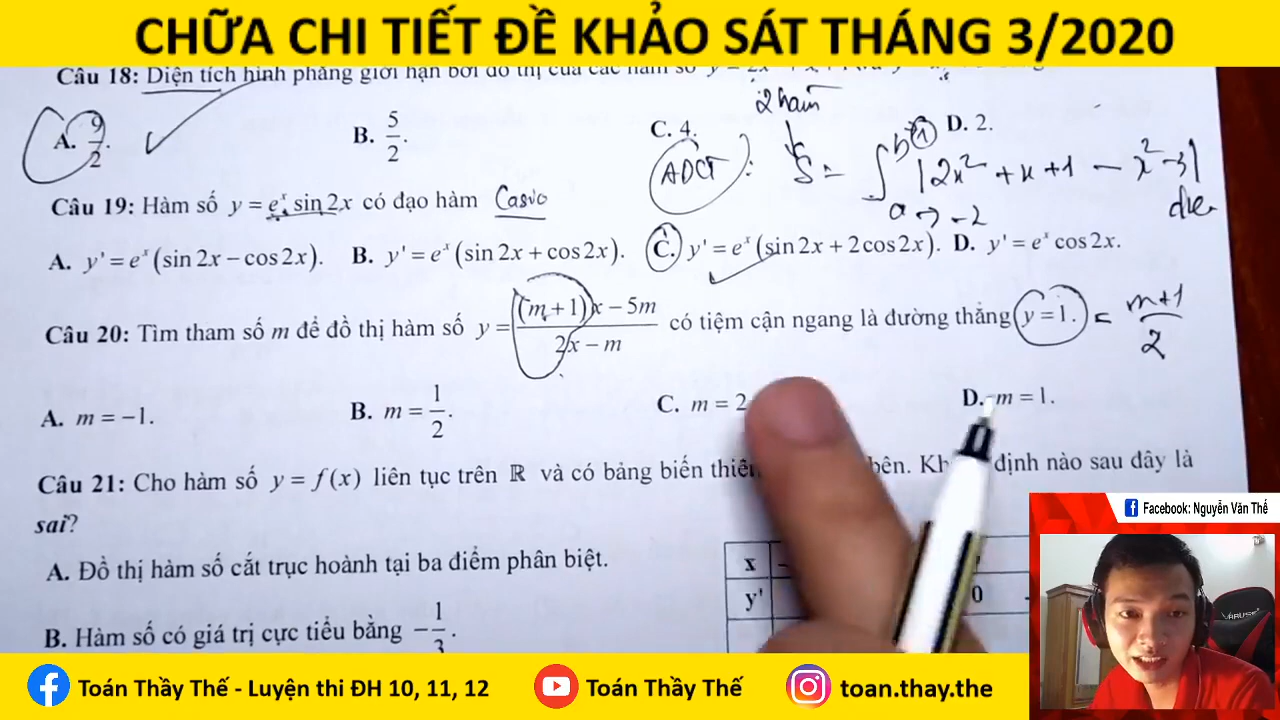 CHỮA CHI TIẾT ĐỀ KHẢO SÁT THÁNG 3/2020
Câu 18: Diện tích hình phẳng giới hạn bởi đồ thị của các hàm số
2 hàm
A. 9/2. B. 5/2. C. 4. D. 2.
ADCT : S = ∫ |2x² + x + 1 - x² - 3| dx
b → 1
a → -2
Câu 19: Hàm số y = eˣ sin 2x có đạo hàm Casio
A. y' = eˣ (sin 2x − cos 2x). B. y' = eˣ (sin 2x + cos 2x). C. y' = eˣ (sin 2x + 2cos 2x). D. y' = eˣ cos 2x.
Câu 20: Tìm tham số m để đồ thị hàm số y = ((m+1)x − 5m)/(2x − m) có tiệm cận ngang là đường thẳng y = 1. = (m+1)/2
A. m = −1. B. m = 1/2. C. m = 2 D. m = 1.
Câu 21: Cho hàm số y = f(x) liên tục trên ℝ và có bảng biến thiên bên. định nào sau đây là
sai?
A. Đồ thị hàm số cắt trục hoành tại ba điểm phân biệt.
x
y' 0
B. Hàm số có giá trị cực tiểu bằng −1/3.
Facebook: Nguyễn Văn Thế
Toán Thầy Thế - Luyện thi ĐH 10, 11, 12
Toán Thầy Thế
toan.thay.the